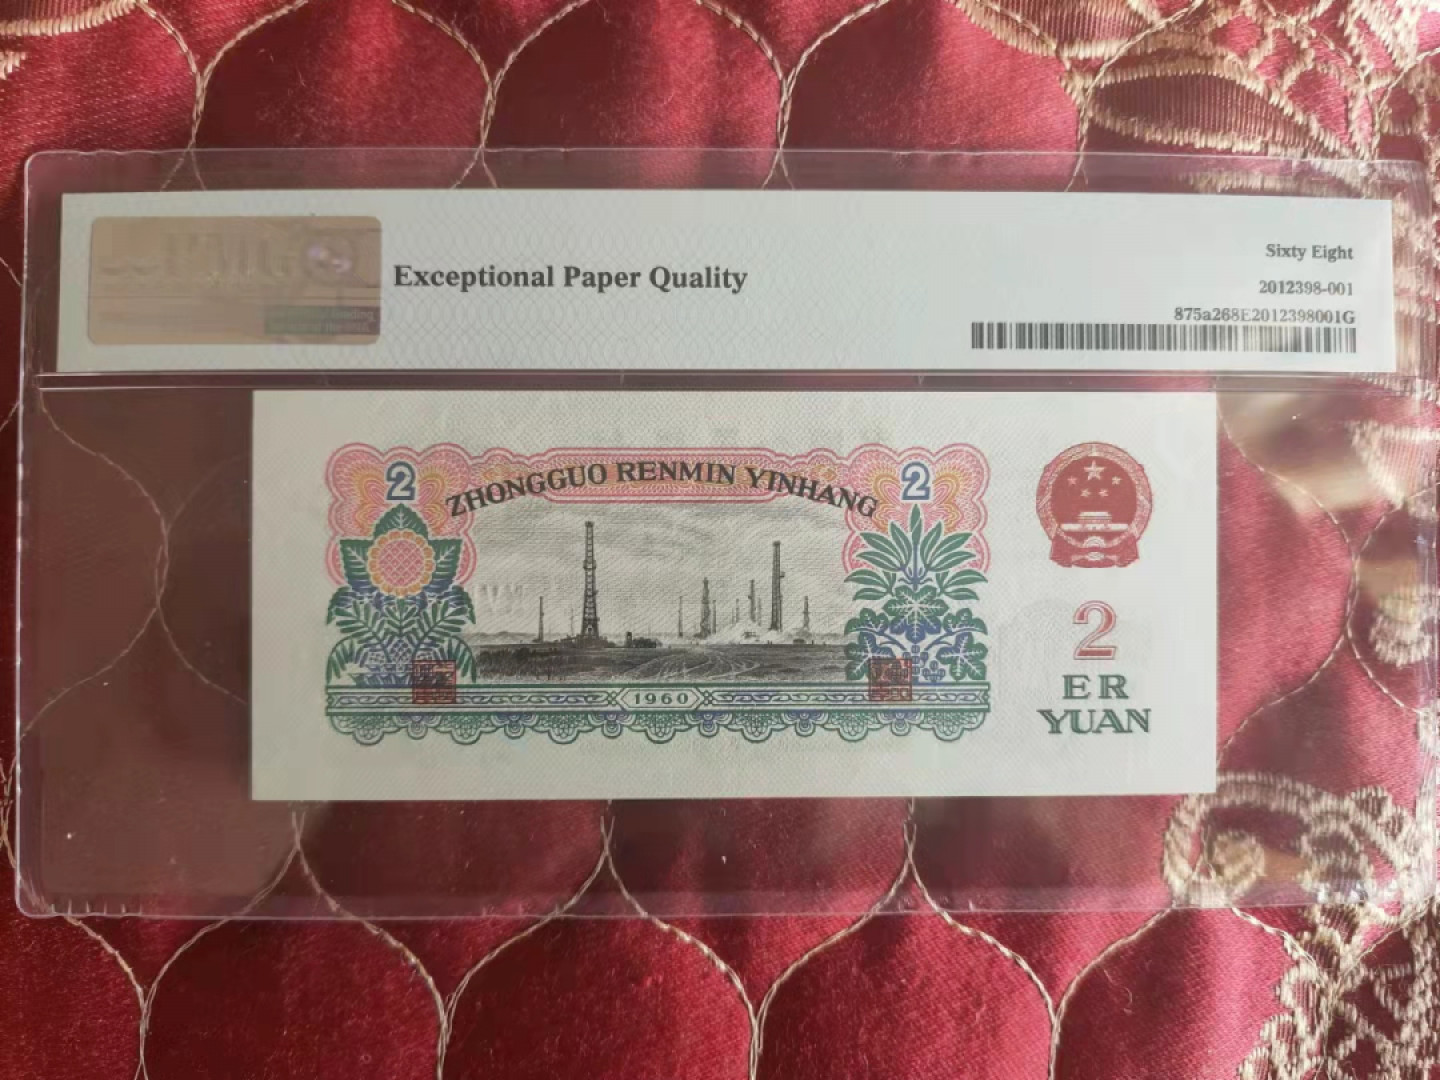 Exceptional Paper Quality
Sixty Eight
2012398-001
875a268E2012398001G
2
ZHONGGUO RENMIN YINHANG
2
1960
2
ER
YUAN